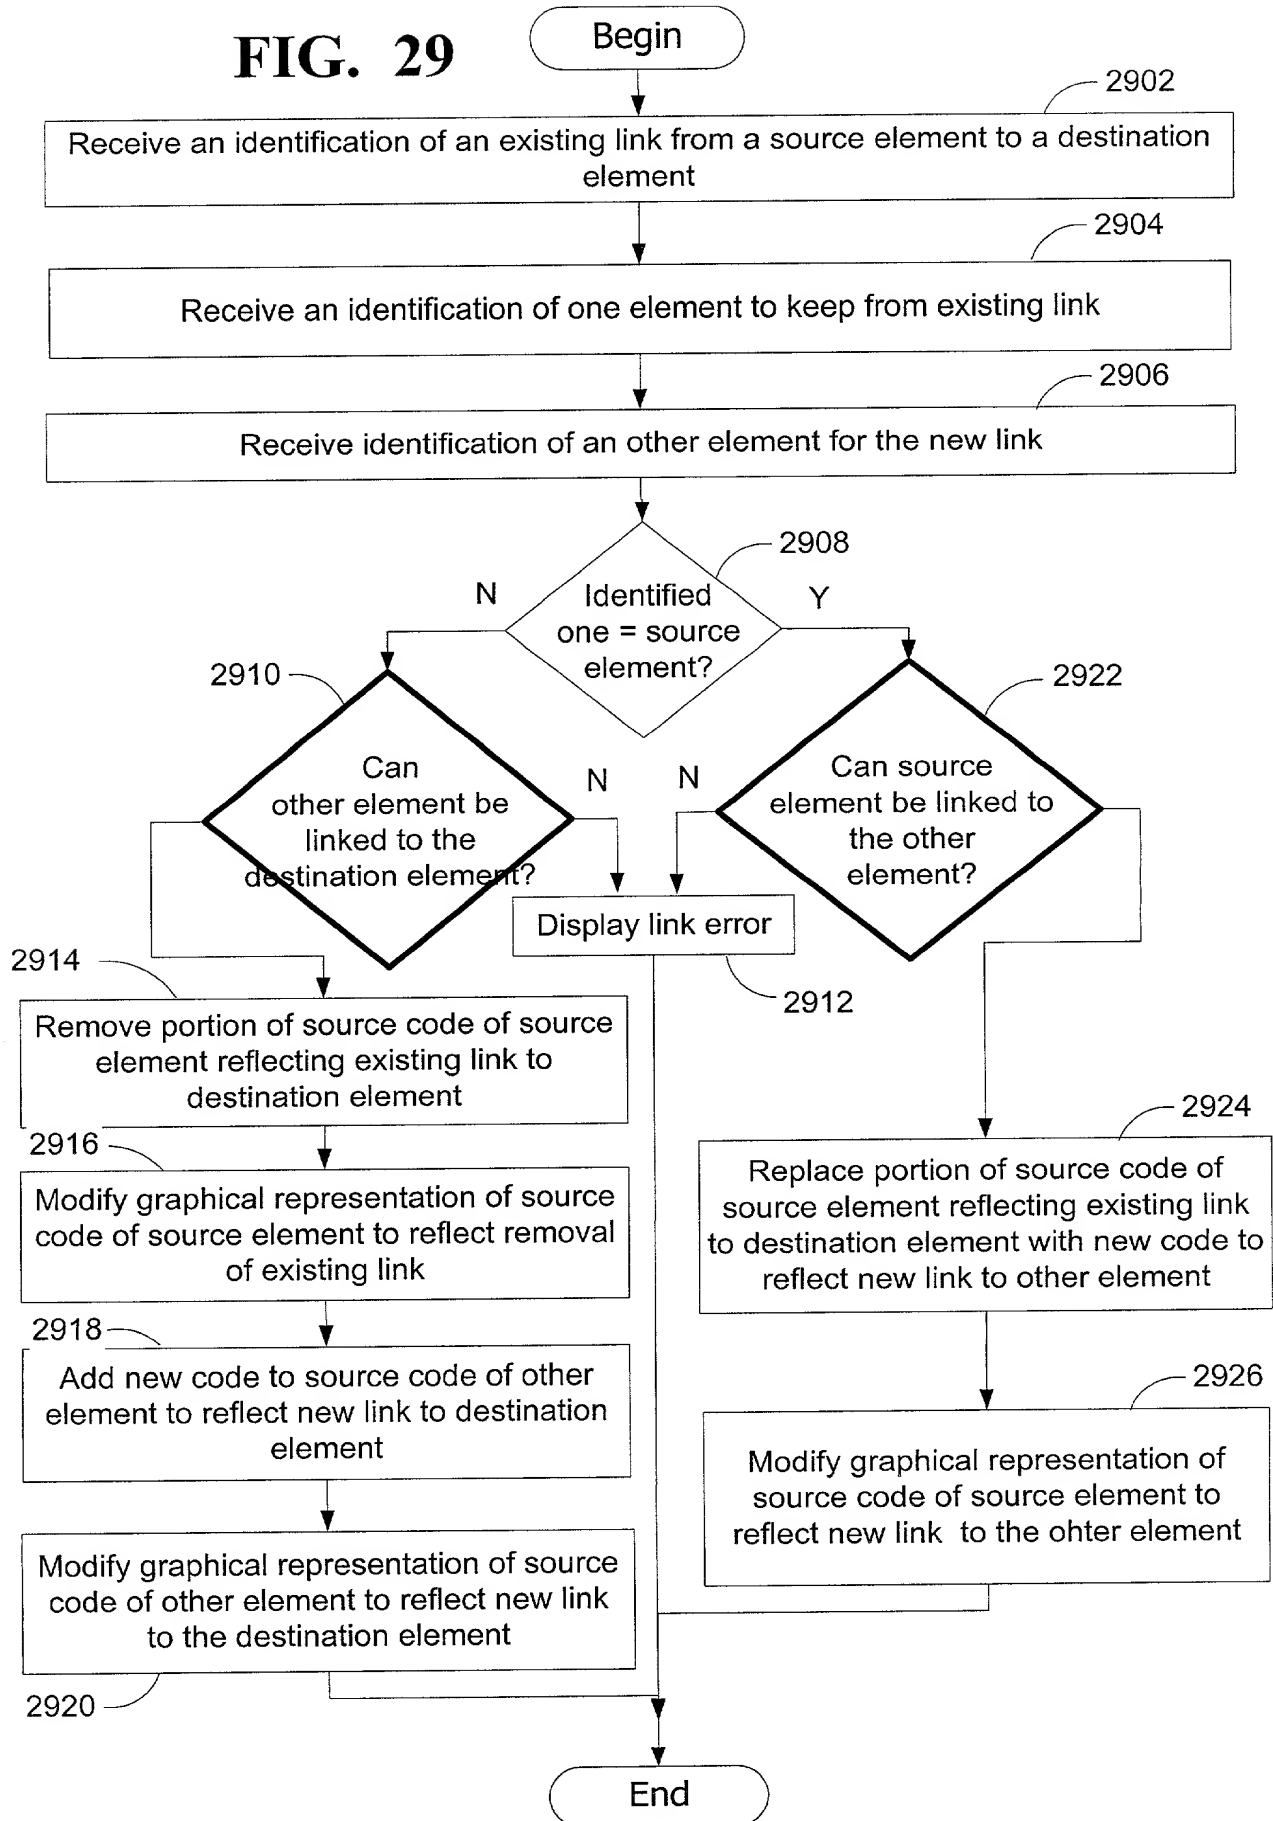 FIG. 29
Begin
2902
Receive an identification of an existing link from a source element to a destination
element
2904
Receive an identification of one element to keep from existing link
2906
Receive identification of an other element for the new link
2908
N
Identified
one = source
element?
Y
2910
Can
other element be
linked to the
destination element?
N
N
2922
Can source
element be linked to
the other
element?
Display link error
2912
2914
Remove portion of source code of source
element reflecting existing link to
destination element
2916
Modify graphical representation of source
code of source element to reflect removal
of existing link
2918
Add new code to source code of other
element to reflect new link to destination
element
Modify graphical representation of source
code of other element to reflect new link
to the destination element
2920
2924
Replace portion of source code of
source element reflecting existing link
to destination element with new code to
reflect new link to other element
2926
Modify graphical representation of
source code of source element to
reflect new link to the ohter element
End